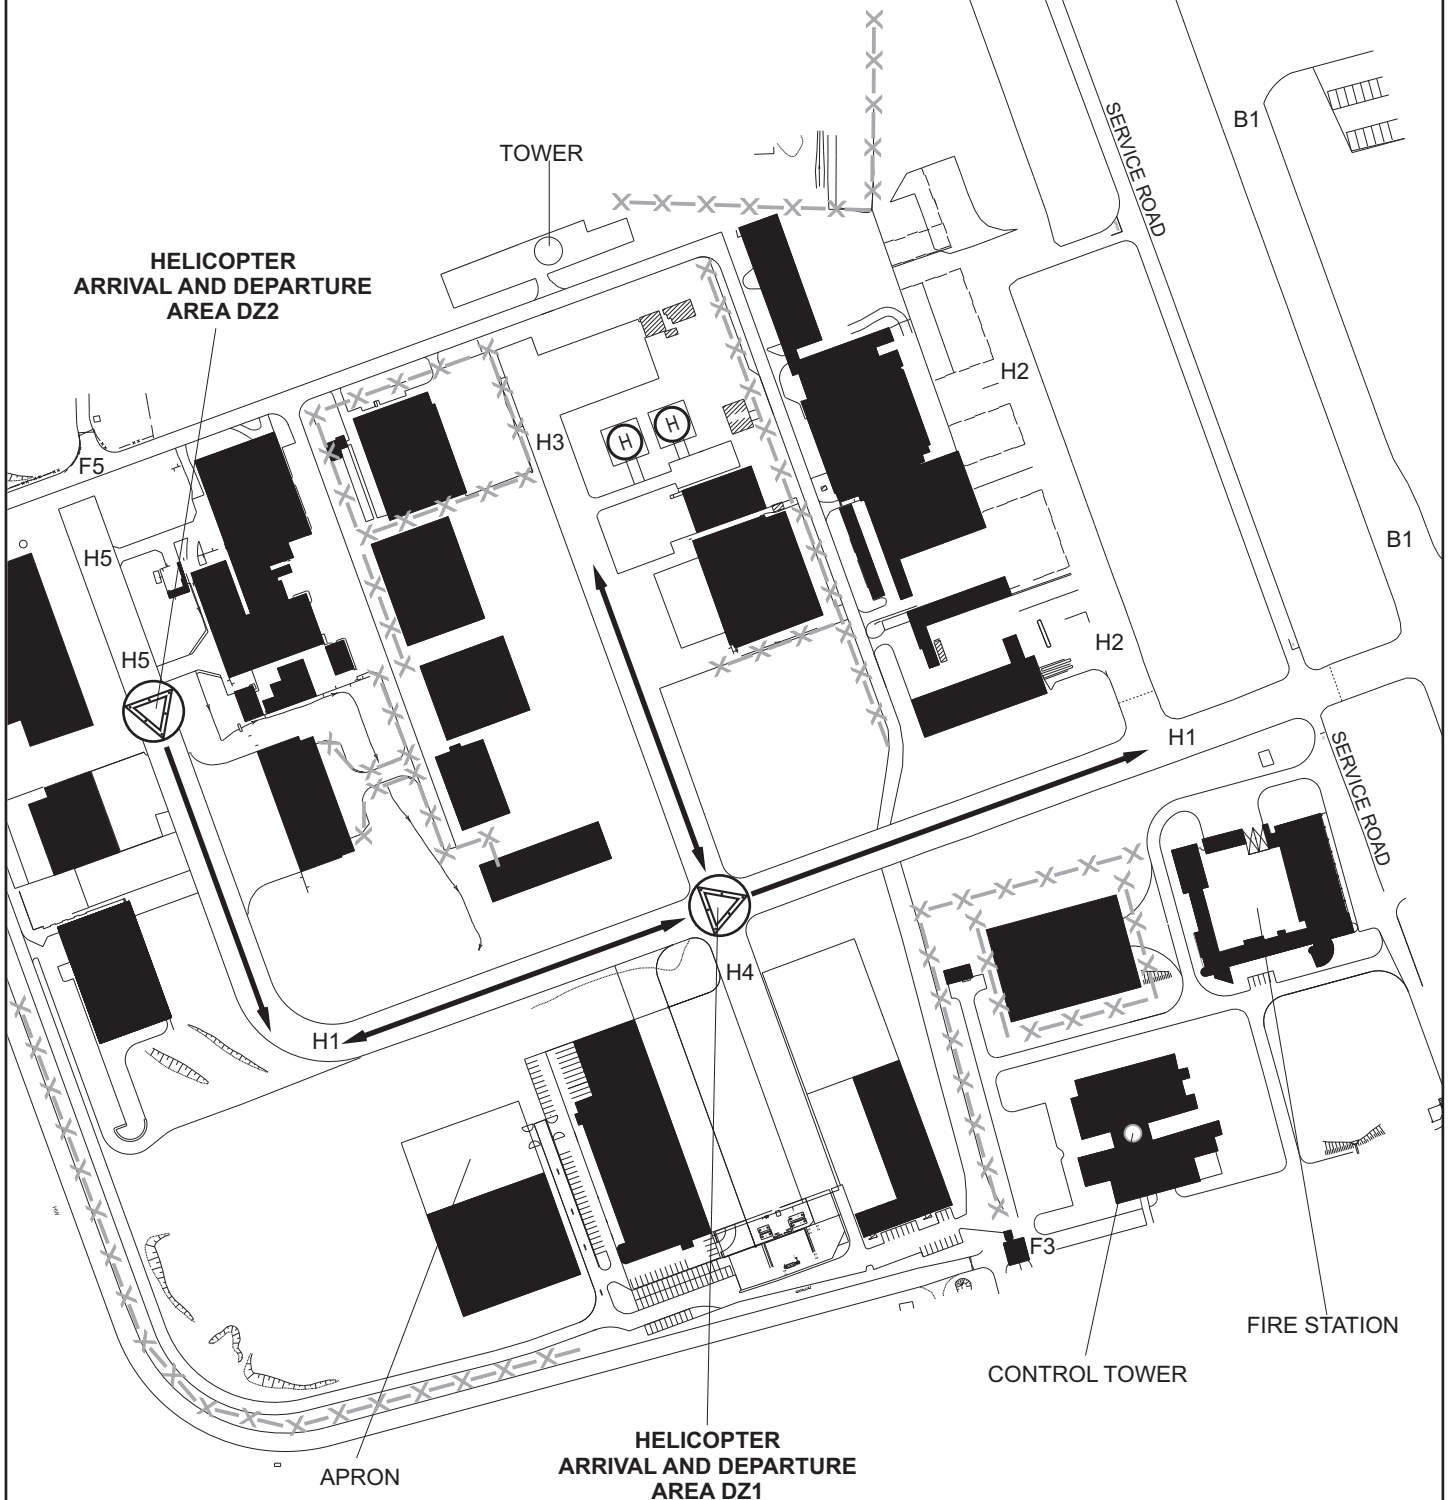 B1
SERVICE ROAD
TOWER
HELICOPTER
ARRIVAL AND DEPARTURE
AREA DZ2
H2
H3
H
H
F5
H5
B1
H2
H5
H1
SERVICE ROAD
H4
H1
F3
FIRE STATION
CONTROL TOWER
HELICOPTER
ARRIVAL AND DEPARTURE
AREA DZ1
APRON